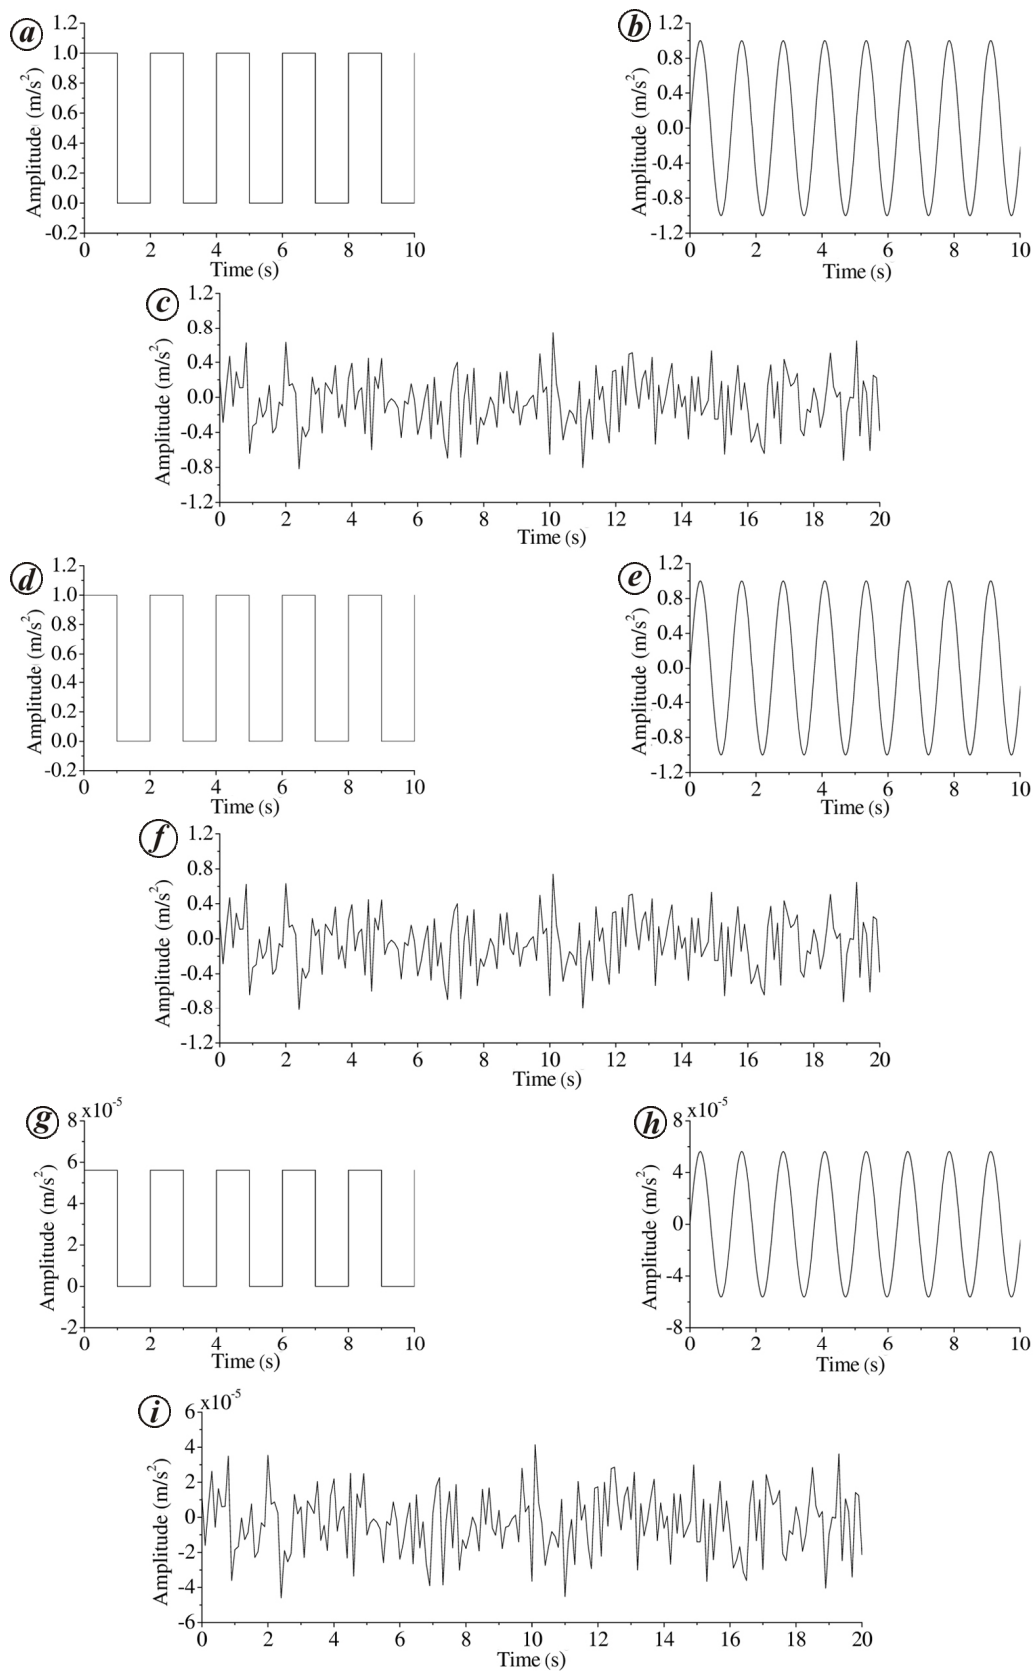 a
1.2
1.0
0.8
0.6
0.4
0.2
0.0
-0.2
Amplitude (m/s²)
0 2 4 6 8 10
Time (s)
b
1.2
0.8
0.4
0.0
-0.4
-0.8
-1.2
Amplitude (m/s²)
0 2 4 6 8 10
Time (s)
c
1.2
0.8
0.4
0.0
-0.4
-0.8
-1.2
Amplitude (m/s²)
0 2 4 6 8 10 12 14 16 18 20
Time (s)
d
1.2
1.0
0.8
0.6
0.4
0.2
0.0
-0.2
Amplitude (m/s²)
0 2 4 6 8 10
Time (s)
e
1.2
0.8
0.4
0.0
-0.4
-0.8
-1.2
Amplitude (m/s²)
0 2 4 6 8 10
Time (s)
f
1.2
0.8
0.4
0.0
-0.4
-0.8
-1.2
Amplitude (m/s²)
0 2 4 6 8 10 12 14 16 18 20
Time (s)
g
x10⁻⁵
8
6
4
2
0
-2
Amplitude (m/s²)
0 2 4 6 8 10
Time (s)
h
x10⁻⁵
8
4
0
-4
-8
Amplitude (m/s²)
0 2 4 6 8 10
Time (s)
i
x10⁻⁵
6
4
2
0
-2
-4
-6
Amplitude (m/s²)
0 2 4 6 8 10 12 14 16 18 20
Time (s)